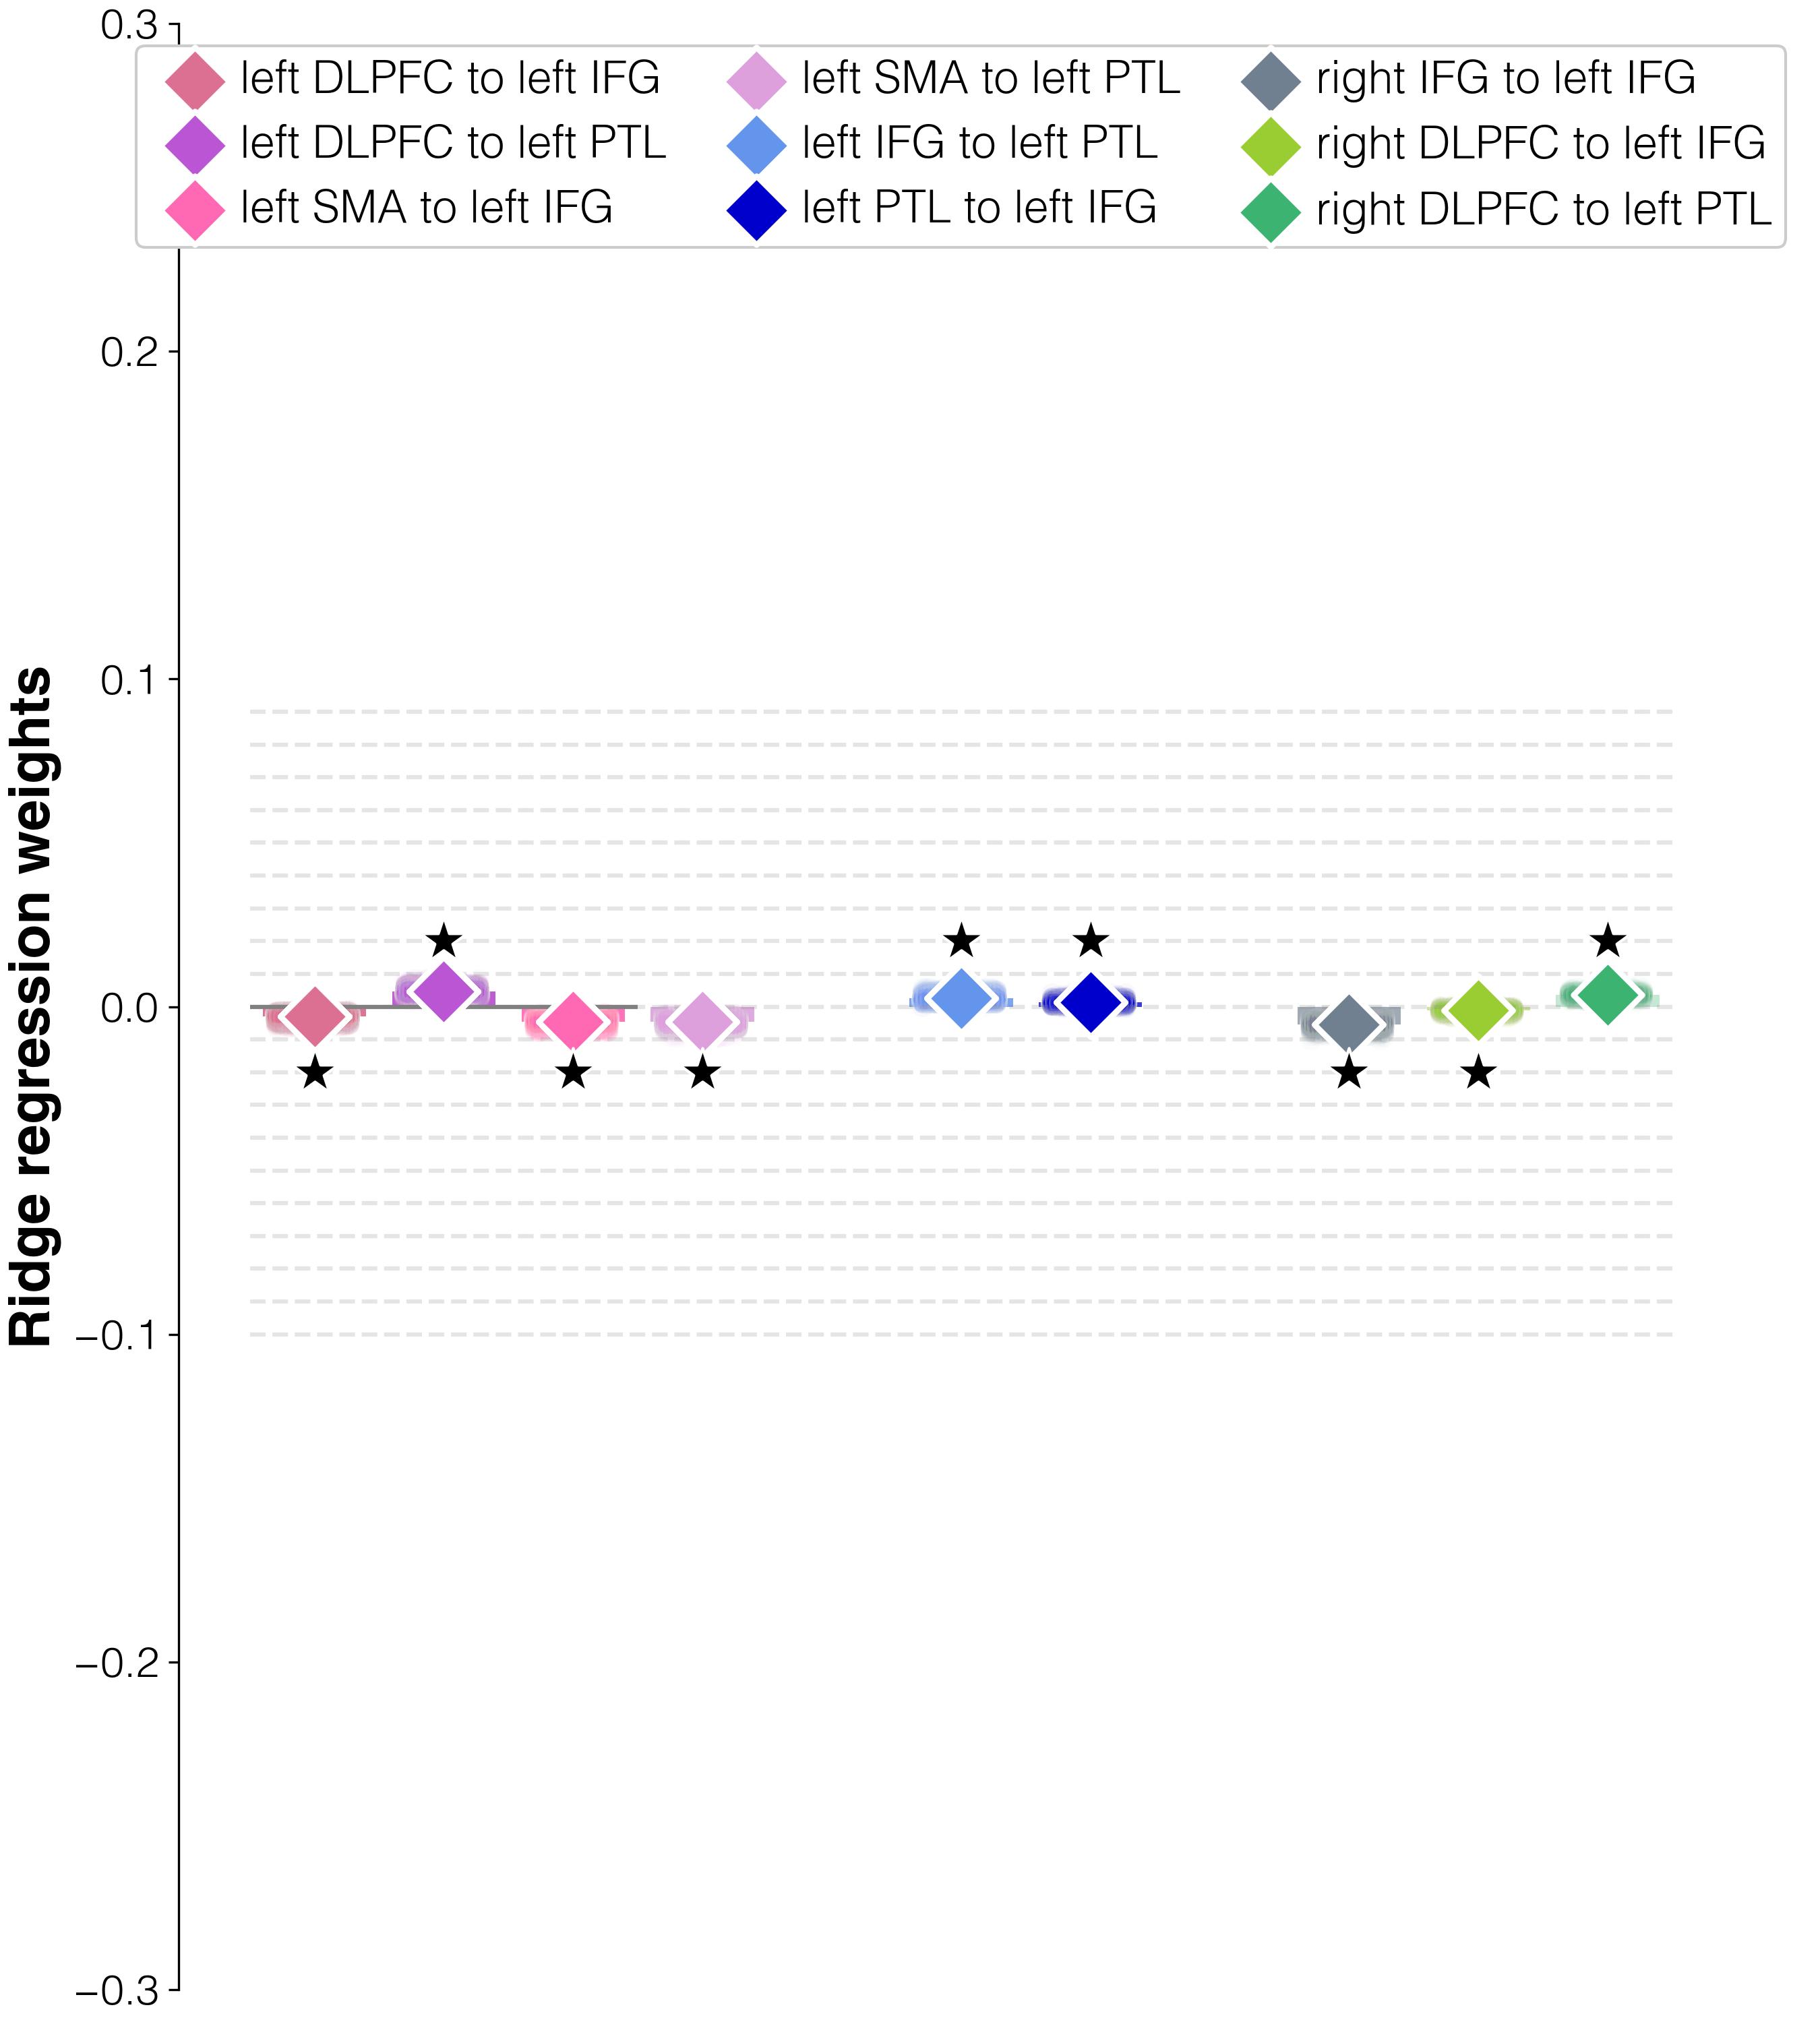 0.3
left DLPFC to left IFG
left DLPFC to left PTL
left SMA to left IFG
left SMA to left PTL
left IFG to left PTL
left PTL to left IFG
right IFG to left IFG
right DLPFC to left IFG
right DLPFC to left PTL
0.2
0.1
0.0
−0.1
−0.2
−0.3
Ridge regression weights